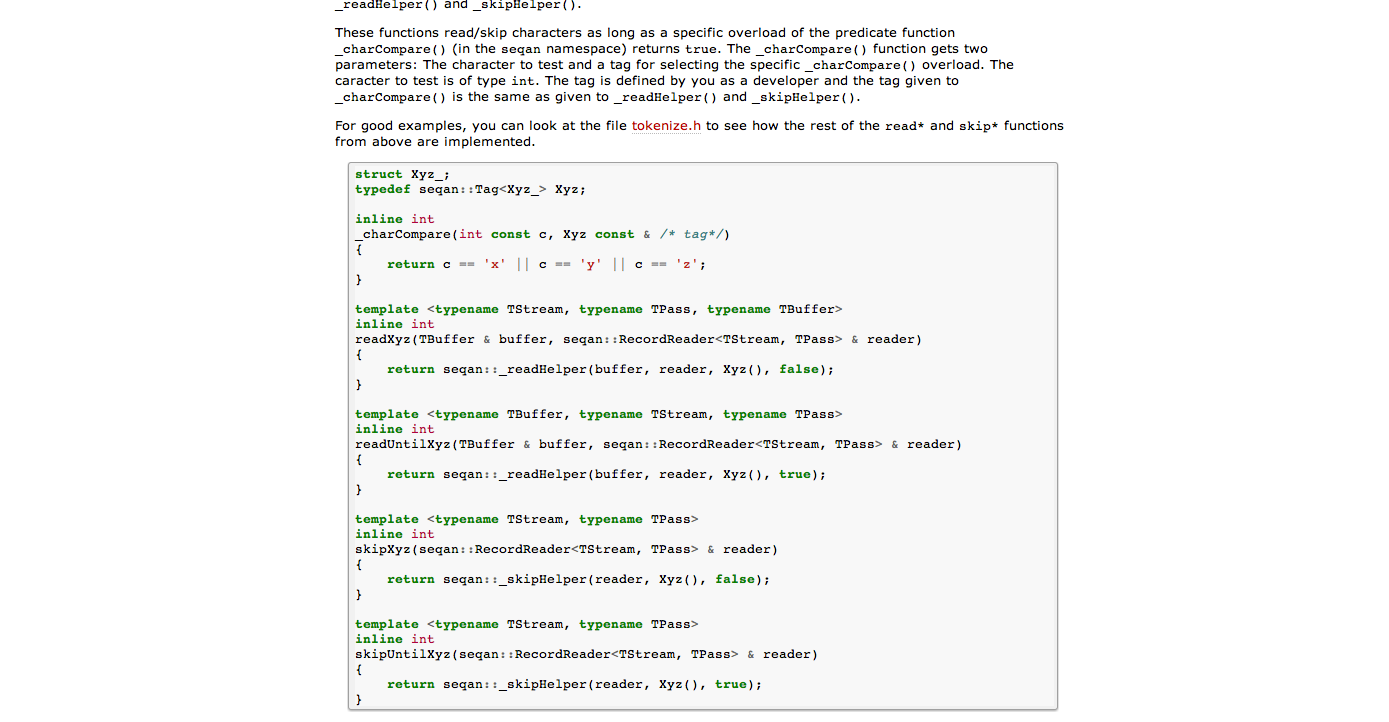 _readHelper() and _skipHelper().
These functions read/skip characters as long as a specific overload of the predicate function
_charCompare() (in the seqan namespace) returns true. The _charCompare() function gets two
parameters: The character to test and a tag for selecting the specific _charCompare() overload. The
caracter to test is of type int. The tag is defined by you as a developer and the tag given to
_charCompare() is the same as given to _readHelper() and _skipHelper().
For good examples, you can look at the file tokenize.h to see how the rest of the read* and skip* functions
from above are implemented.
struct Xyz_;
typedef seqan::Tag<Xyz_> Xyz;
inline int
_charCompare(int const c, Xyz const & /* tag*/)
{
    return c == 'x' || c == 'y' || c == 'z';
}
template <typename TStream, typename TPass, typename TBuffer>
inline int
readXyz(TBuffer & buffer, seqan::RecordReader<TStream, TPass> & reader)
{
    return seqan::_readHelper(buffer, reader, Xyz(), false);
}
template <typename TBuffer, typename TStream, typename TPass>
inline int
readUntilXyz(TBuffer & buffer, seqan::RecordReader<TStream, TPass> & reader)
{
    return seqan::_readHelper(buffer, reader, Xyz(), true);
}
template <typename TStream, typename TPass>
inline int
skipXyz(seqan::RecordReader<TStream, TPass> & reader)
{
    return seqan::_skipHelper(reader, Xyz(), false);
}
template <typename TStream, typename TPass>
inline int
skipUntilXyz(seqan::RecordReader<TStream, TPass> & reader)
{
    return seqan::_skipHelper(reader, Xyz(), true);
}